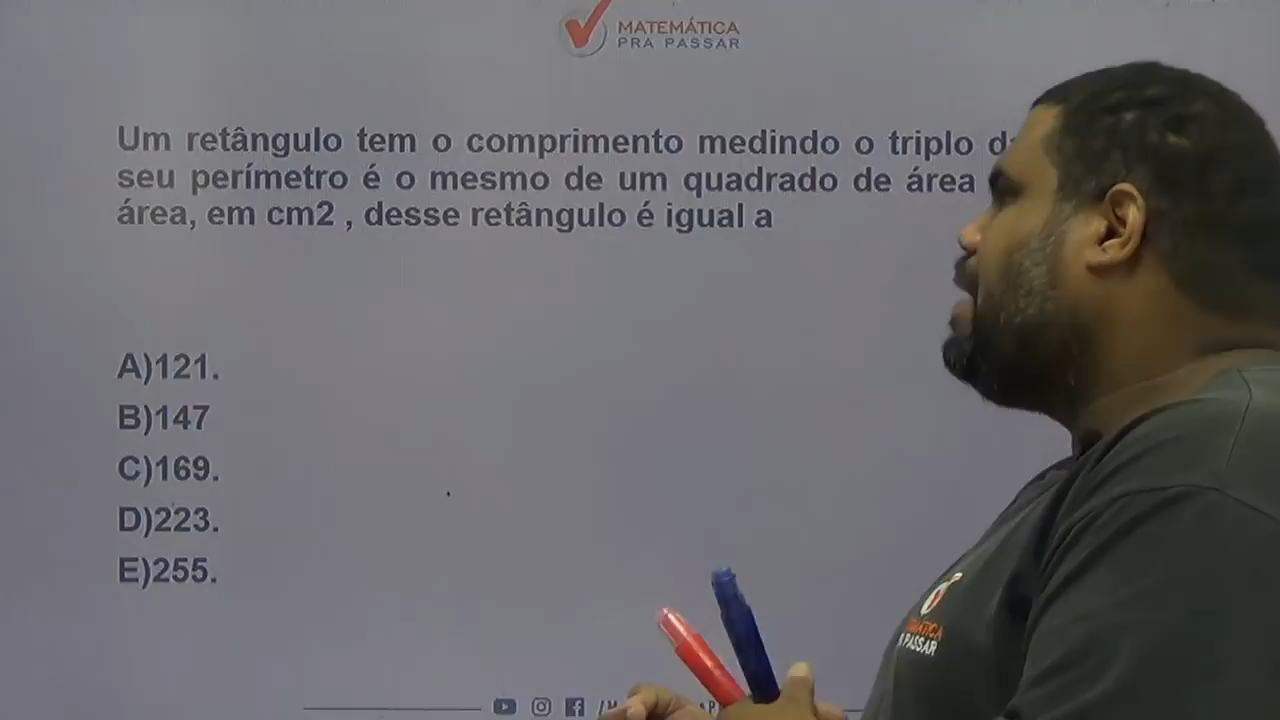 MATEMÁTICA
PRA PASSAR
Um retângulo tem o comprimento medindo o triplo
seu perímetro é o mesmo de um quadrado de área
área, em cm2 , desse retângulo é igual a
A)121.
B)147
C)169.
D)223.
E)255.
PASSAR